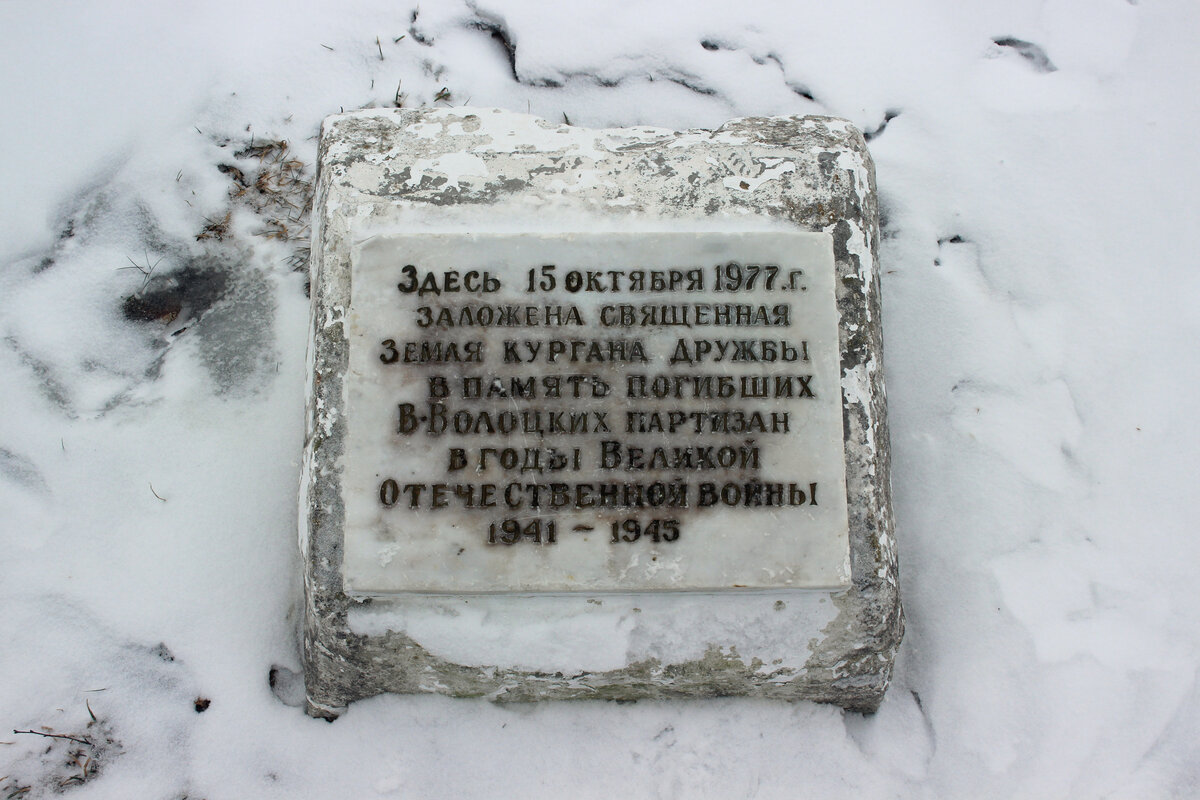 Здесь 15 октября 1977 г.
заложена священная
Земля Кургана Дружбы
в память погибших
В-Волоцких партизан
в годы Великой
Отечественной войны
1941 – 1945